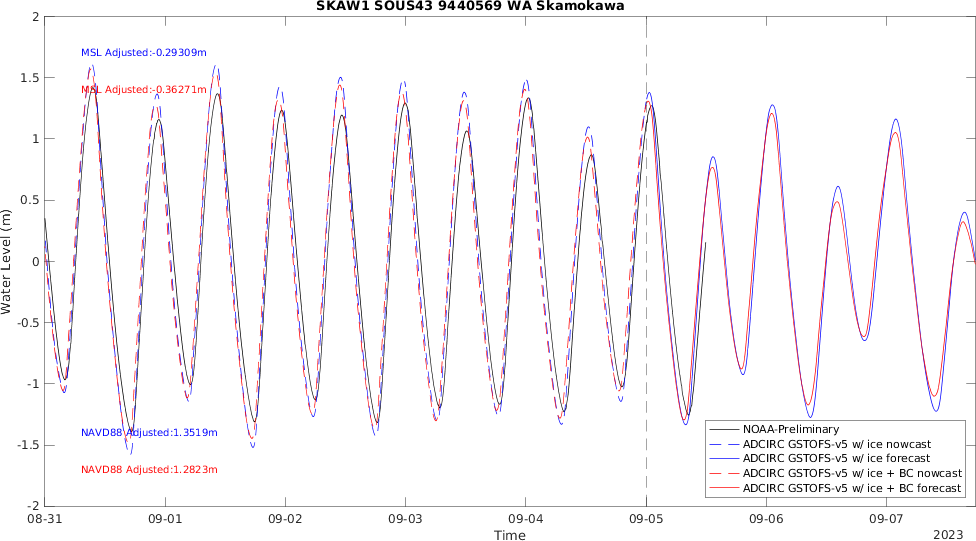 SKAW1 SOUS43 9440569 WA Skamokawa
2
1.5
1
0.5
0
-0.5
-1
-1.5
-2
Water Level (m)
MSL Adjusted:-0.29309m
MSL Adjusted:-0.36271m
NAVD88 Adjusted:1.3519m
NAVD88 Adjusted:1.2823m
NOAA-Preliminary
ADCIRC GSTOFS-v5 w/ ice nowcast
ADCIRC GSTOFS-v5 w/ ice forecast
ADCIRC GSTOFS-v5 w/ ice + BC nowcast
ADCIRC GSTOFS-v5 w/ ice + BC forecast
08-31 09-01 09-02 09-03 09-04 09-05 09-06 09-07
Time
2023